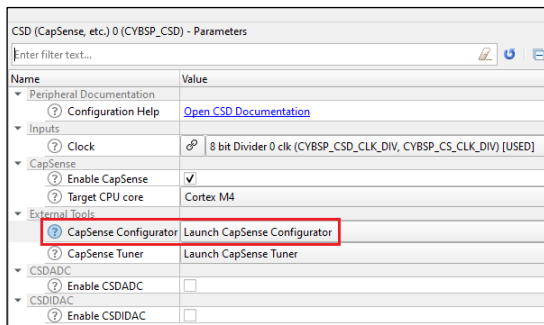 CSD (CapSense, etc.) 0 (CYBSP_CSD) - Parameters
Enter filter text...
Name Value
Peripheral Documentation
Configuration Help Open CSD Documentation
Inputs
Clock 8 bit Divider 0 clk (CYBSP_CSD_CLK_DIV, CYBSP_CS_CLK_DIV) [USED]
CapSense
Enable CapSense
Target CPU core Cortex M4
External Tools
CapSense Configurator Launch CapSense Configurator
CapSense Tuner Launch CapSense Tuner
CSDADC
Enable CSDADC
CSDIDAC
Enable CSDIDAC